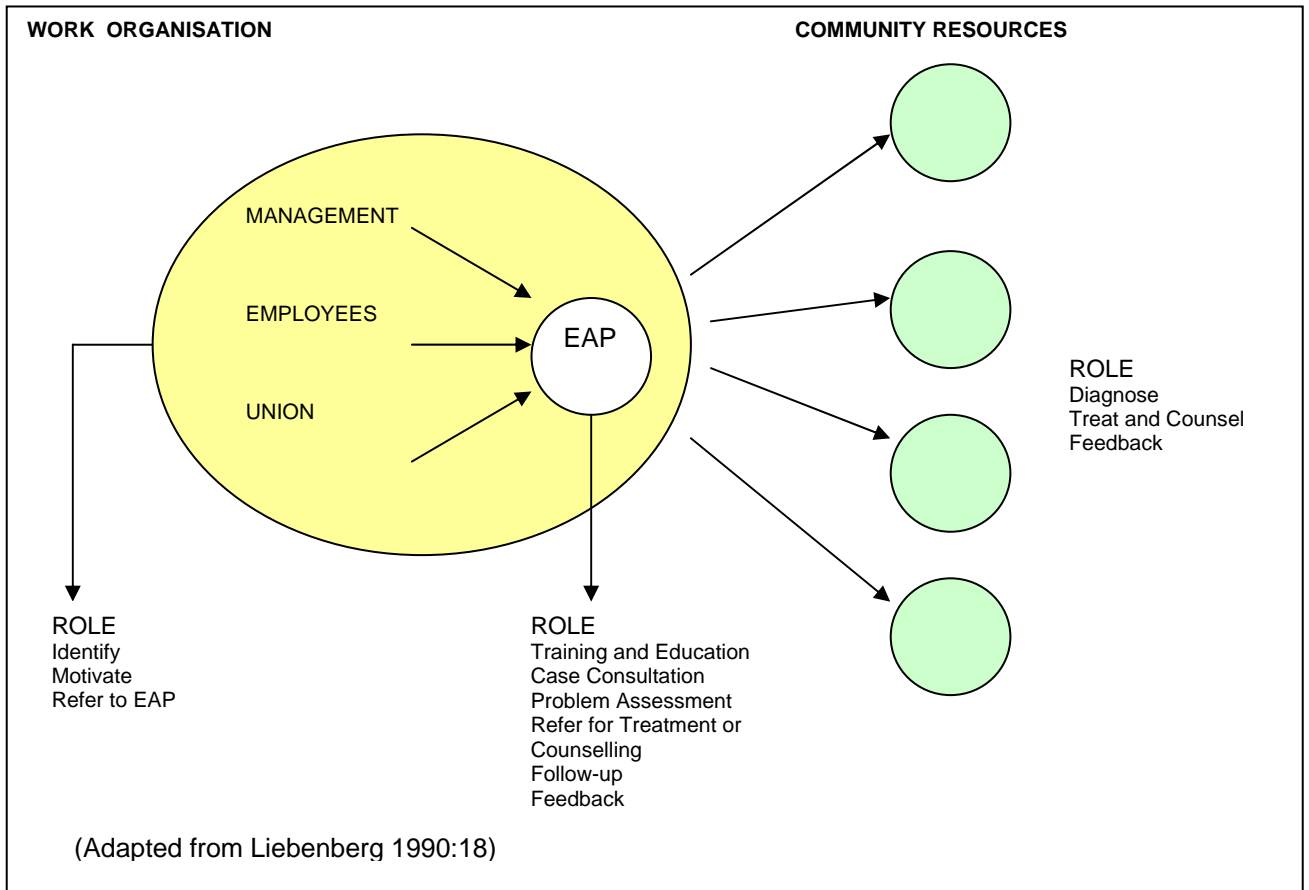 WORK ORGANISATION
COMMUNITY RESOURCES
MANAGEMENT
EMPLOYEES
UNION
EAP
ROLE
Diagnose
Treat and Counsel
Feedback
ROLE
Identify
Motivate
Refer to EAP
ROLE
Training and Education
Case Consultation
Problem Assessment
Refer for Treatment or
Counselling
Follow-up
Feedback
(Adapted from Liebenberg 1990:18)